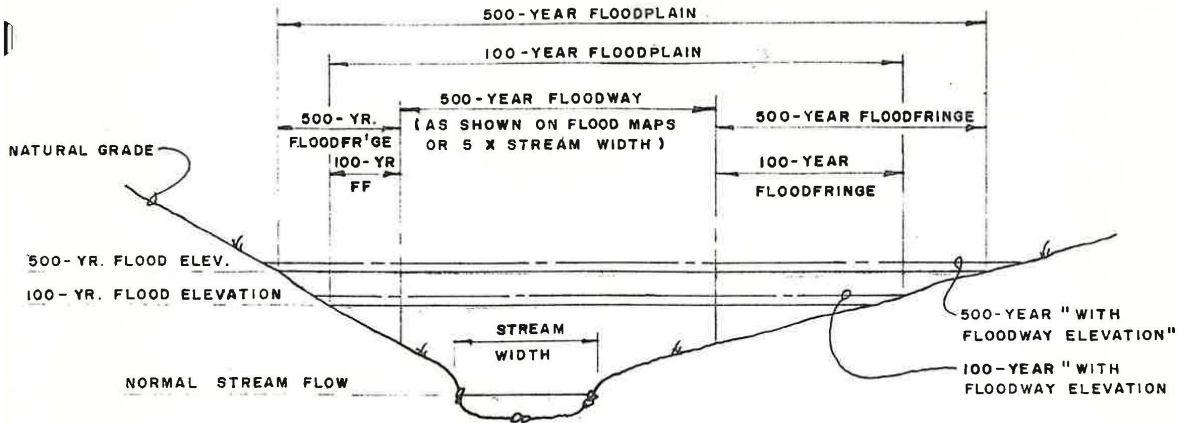 500-YEAR FLOODPLAIN
100-YEAR FLOODPLAIN
500-YEAR FLOODWAY
(AS SHOWN ON FLOOD MAPS
OR 5 X STREAM WIDTH)
500-YR.
FLOODFR'GE
100-YR
FF
500-YEAR FLOODFRINGE
100-YEAR
FLOODFRINGE
NATURAL GRADE
500-YR. FLOOD ELEV.
100-YR. FLOOD ELEVATION
STREAM
WIDTH
NORMAL STREAM FLOW
500-YEAR "WITH
FLOODWAY ELEVATION"
100-YEAR "WITH
FLOODWAY ELEVATION